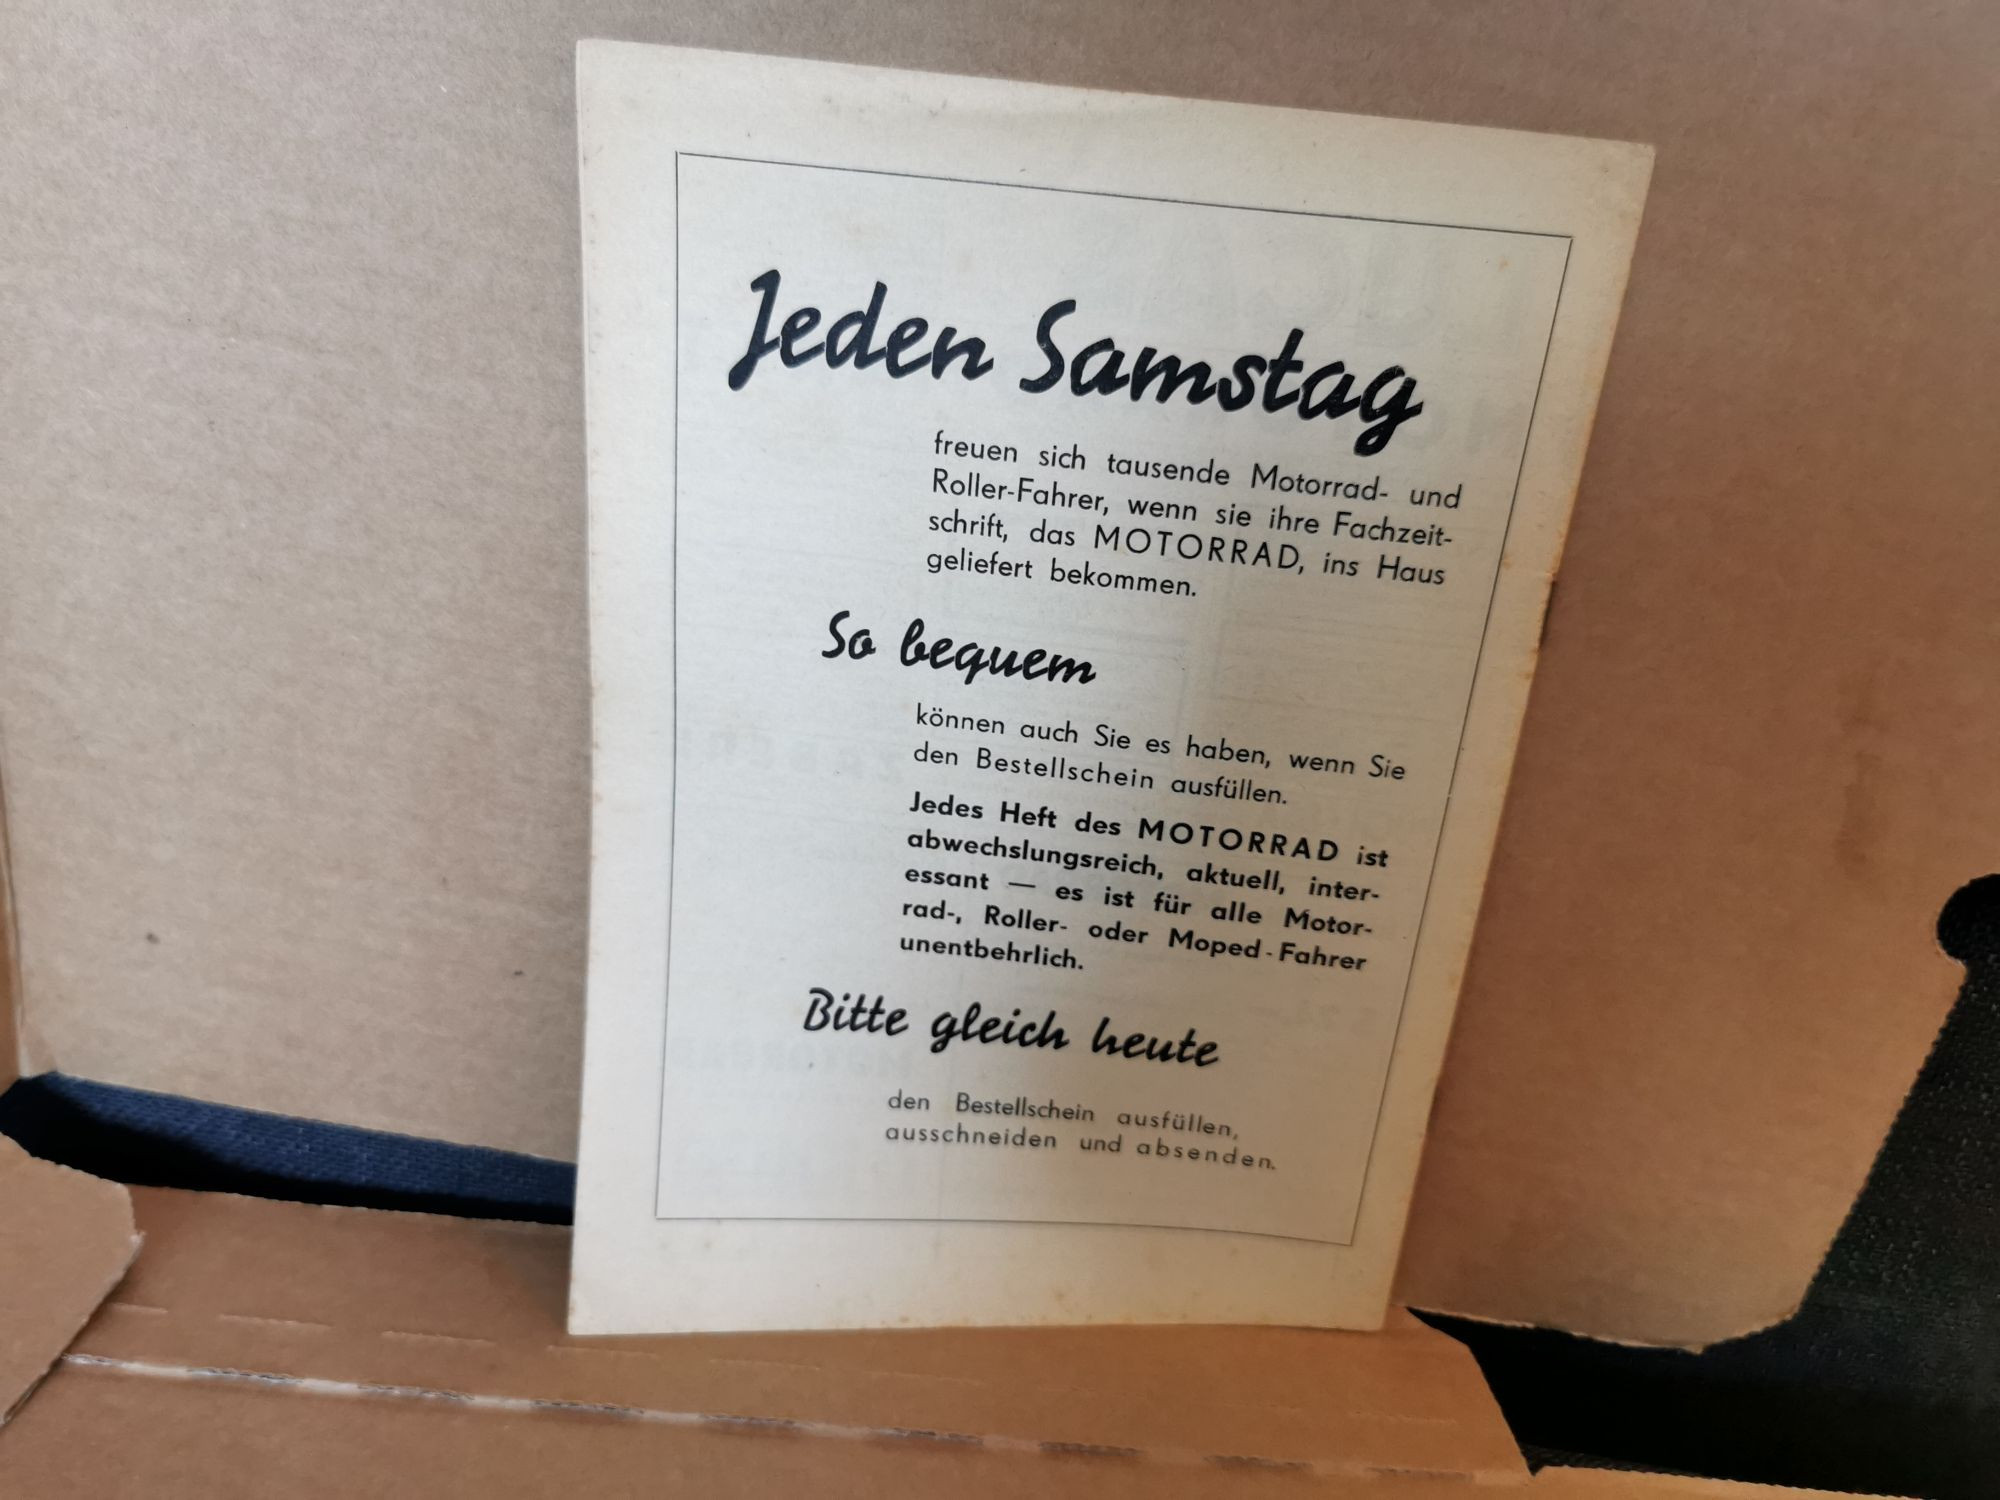 Jeden Samstag
freuen sich tausende Motorrad- und
Roller-Fahrer, wenn sie ihre Fachzeit-
schrift, das MOTORRAD, ins Haus
geliefert bekommen.
So bequem
können auch Sie es haben, wenn Sie
den Bestellschein ausfüllen.
Jedes Heft des MOTORRAD ist
abwechslungsreich, aktuell, inter-
essant — es ist für alle Motor-
rad-, Roller- oder Moped-Fahrer
unentbehrlich.
Bitte gleich heute
den Bestellschein ausfüllen,
ausschneiden und absenden.